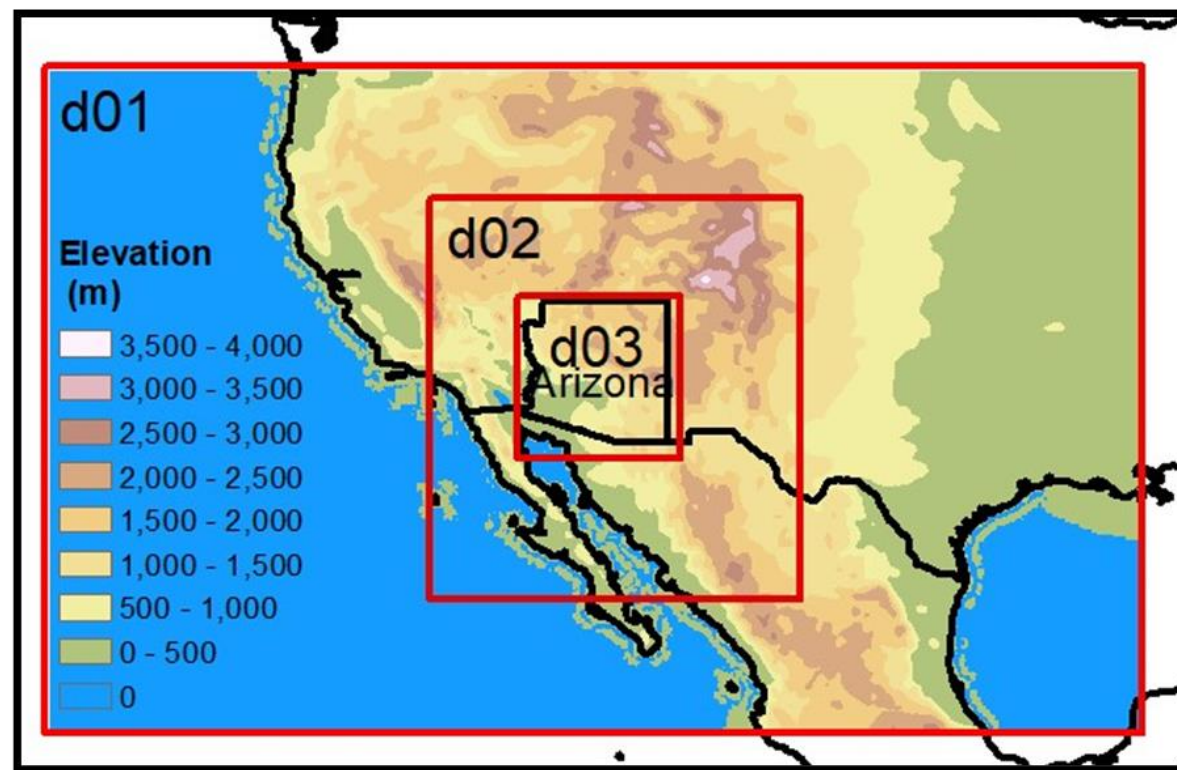 d01
d02
d03
Arizona
Elevation
(m)
3,500 - 4,000
3,000 - 3,500
2,500 - 3,000
2,000 - 2,500
1,500 - 2,000
1,000 - 1,500
500 - 1,000
0 - 500
0